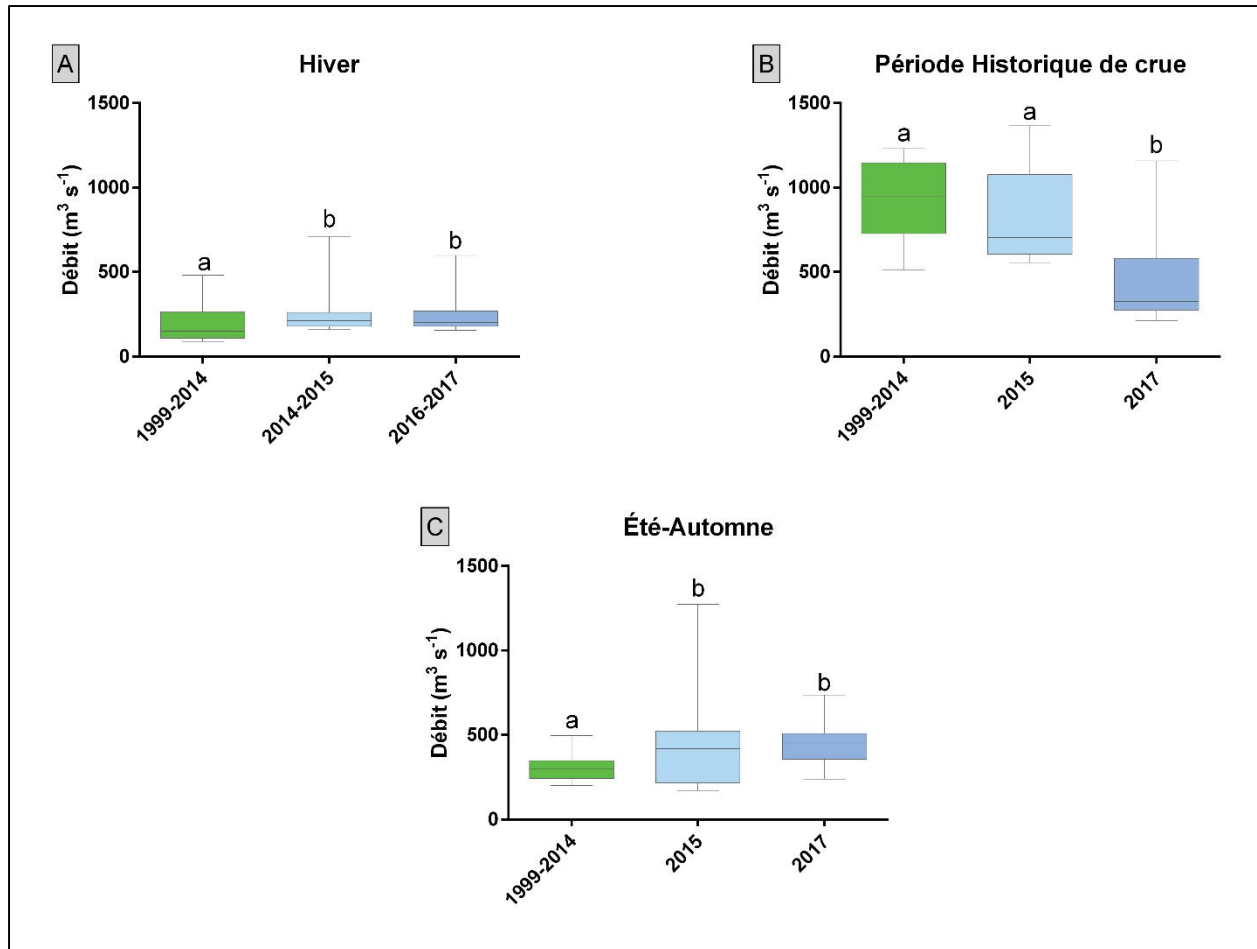 A
Hiver
Débit (m³ s⁻¹)
1500
1000
500
0
a
b
b
1999-2014
2014-2015
2016-2017
B
Période Historique de crue
Débit (m³ s⁻¹)
1500
1000
500
0
a
a
b
1999-2014
2015
2017
C
Été-Automne
Débit (m³ s⁻¹)
1500
1000
500
0
a
b
b
1999-2014
2015
2017